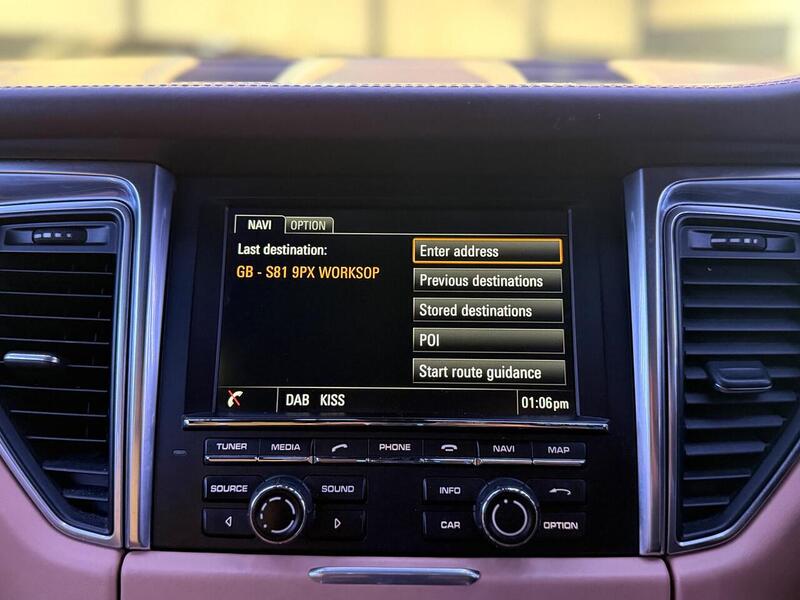 NAVI OPTION
Last destination:
GB - S81 9PX WORKSOP
Enter address
Previous destinations
Stored destinations
POI
Start route guidance
DAB KISS 01:06pm
TUNER MEDIA PHONE NAVI MAP
SOURCE SOUND INFO
CAR OPTION